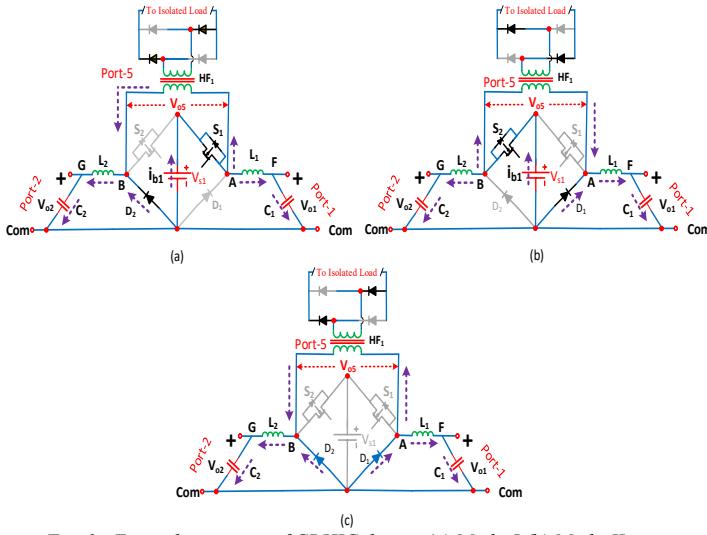 To Isolated Load
Port-5
HF1
Vo5
S2
S1
G
L2
L1
F
+
B
ib1
+
Vs1
A
+
Port-2
Vo2
C2
D2
D1
C1
Vo1
Port-1
Com
Com
(a)
To Isolated Load
Port-5
HF1
Vo5
S2
S1
G
L2
L1
F
+
B
ib1
+
Vs1
A
+
Port-2
Vo2
C2
D2
D1
C1
Vo1
Port-1
Com
Com
(b)
To Isolated Load
Port-5
HF1
Vo5
S2
S1
G
L2
L1
F
+
B
+
Vs1
A
+
Port-2
Vo2
C2
D2
D1
C1
Vo1
Port-1
Com
Com
(c)